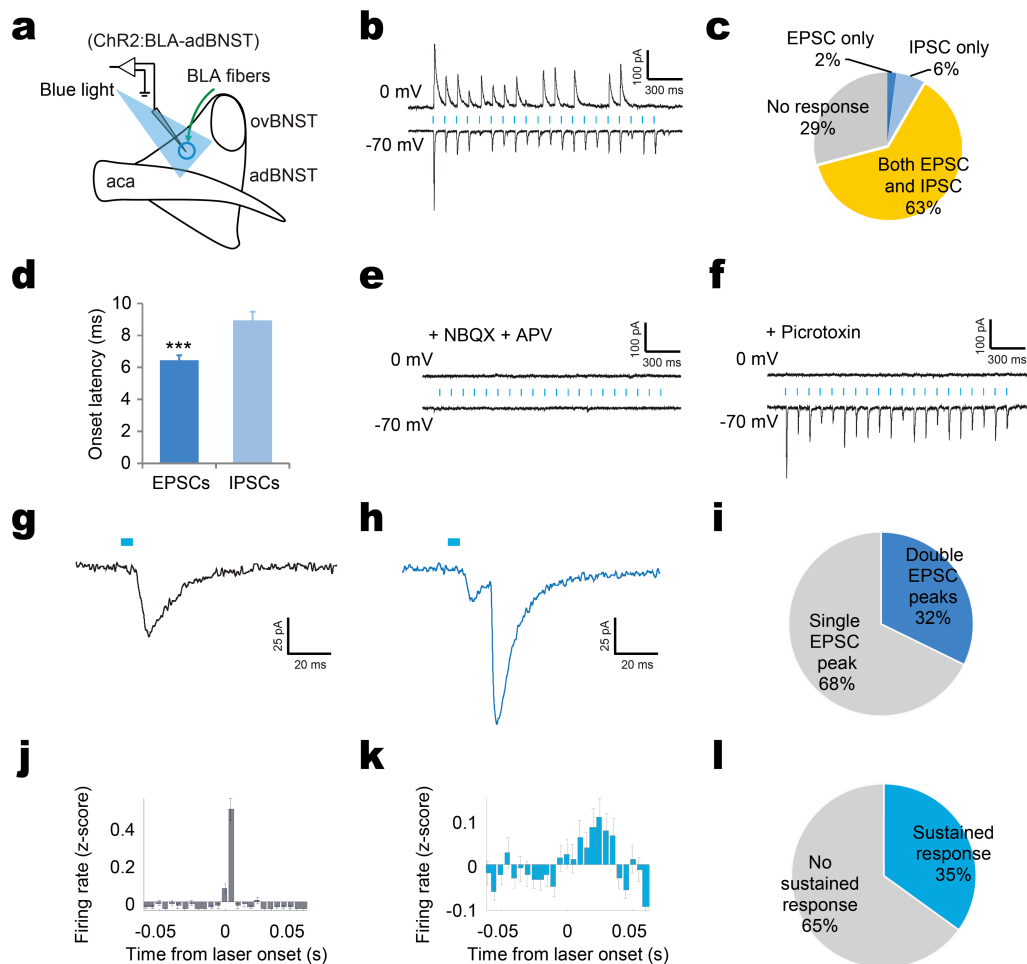 a
(ChR2:BLA-adBNST)
Blue light
BLA fibers
ovBNST
adBNST
aca
b
0 mV
-70 mV
100 pA
300 ms
c
EPSC only
2%
IPSC only
6%
No response
29%
Both EPSC
and IPSC
63%
d
Onset latency (ms)
10
8
6
4
2
0
***
EPSCs
IPSCs
e
+ NBQX + APV
0 mV
-70 mV
100 pA
300 ms
f
+ Picrotoxin
0 mV
-70 mV
100 pA
300 ms
g
25 pA
20 ms
h
25 pA
20 ms
i
Double
EPSC
peaks
32%
Single
EPSC
peak
68%
j
Firing rate (z-score)
0.4
0.2
0
-0.05
0
0.05
Time from laser onset (s)
k
Firing rate (z-score)
0.1
0
-0.1
-0.05
0
0.05
Time from laser onset (s)
l
Sustained
response
35%
No
sustained
response
65%